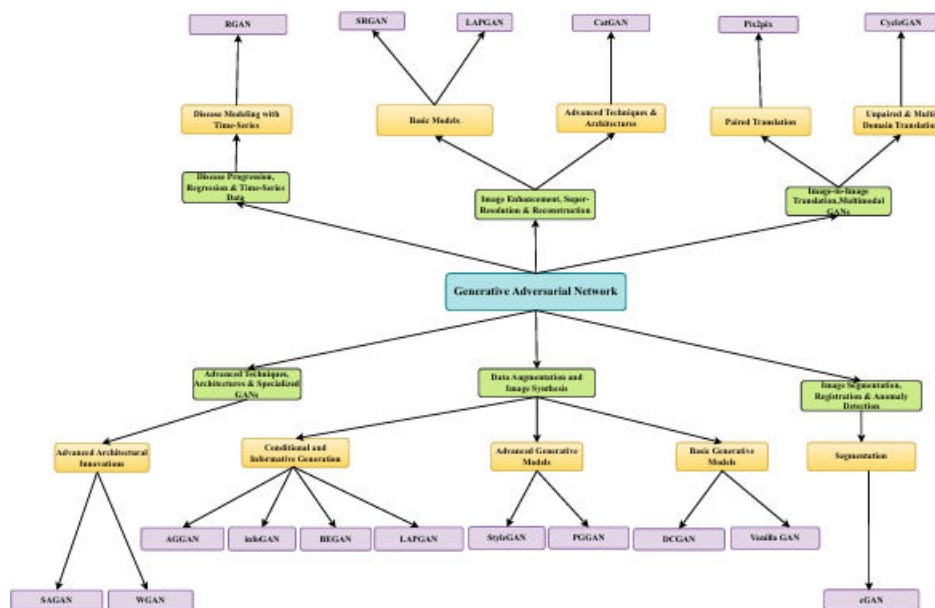 RGAN
SRGAN
LAPGAN
CatGAN
Pix2pix
CycleGAN
Disease Modeling with
Time-Series
Basic Models
Advanced Techniques &
Architectures
Paired Translation
Unpaired & Multi
Domain Translation
Disease Progression,
Regression & Time-Series
Data
Image Enhancement, Super-
Resolution & Reconstruction
Image-to-Image
Translation,Multimodal
GANs
Generative Adversarial Network
Advanced Techniques,
Architectures & Specialized
GANs
Data Augmentation and
Image Synthesis
Image Segmentation,
Registration & Anomaly
Detection
Advanced Architectural
Innovations
Conditional and
Informative Generation
Advanced Generative
Models
Basic Generative
Models
Segmentation
AGGAN
infoGAN
BEGAN
LAPGAN
StyleGAN
PGGAN
DCGAN
Vanilla GAN
SAGAN
WGAN
eGAN